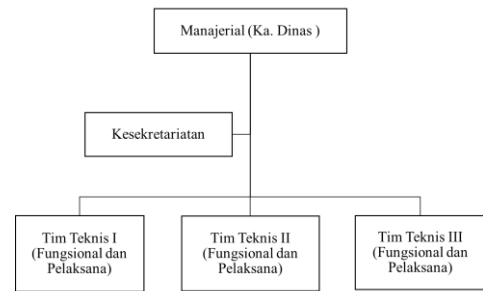 Manajerial (Ka. Dinas )
Kesekretariatan
Tim Teknis I
(Fungsional dan
Pelaksana)
Tim Teknis II
(Fungsional dan
Pelaksana)
Tim Teknis III
(Fungsional dan
Pelaksana)